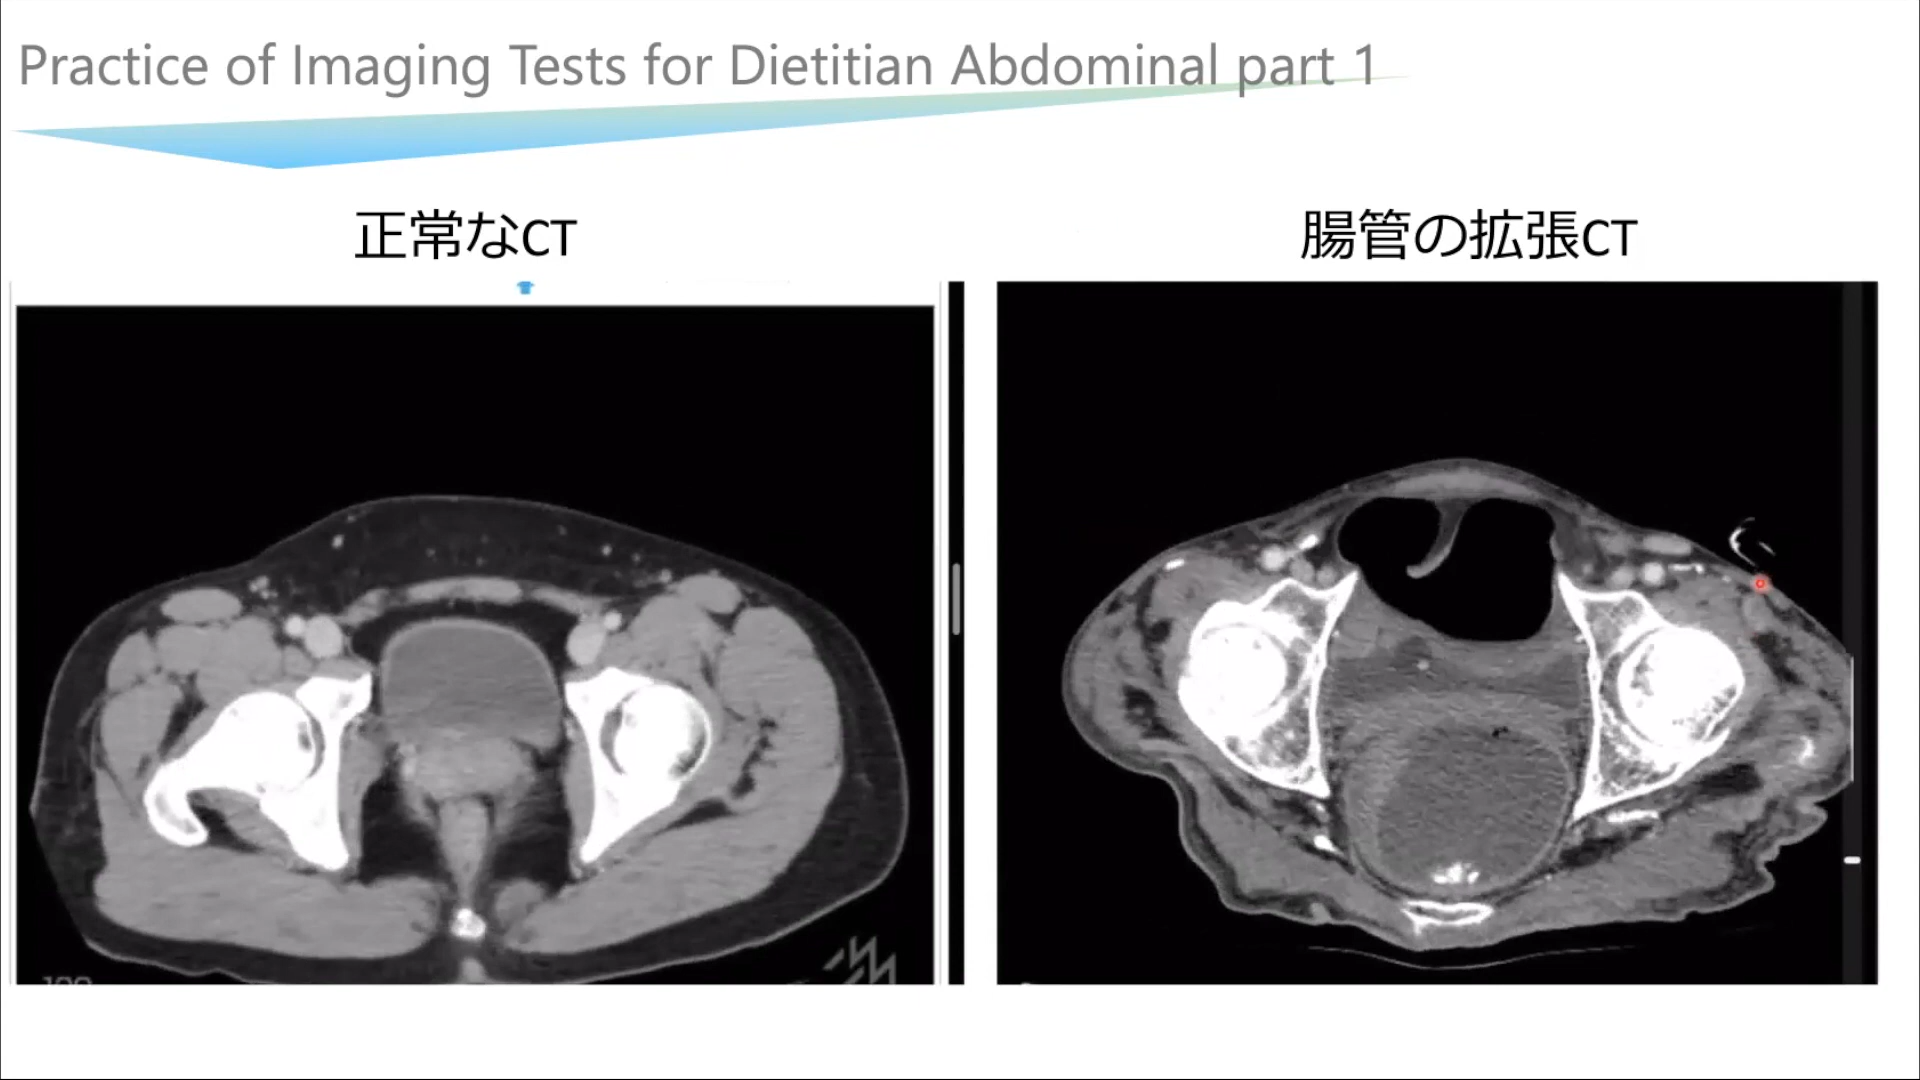 Practice of Imaging Tests for Dietitian Abdominal part 1
正常なCT
腸管の拡張CT